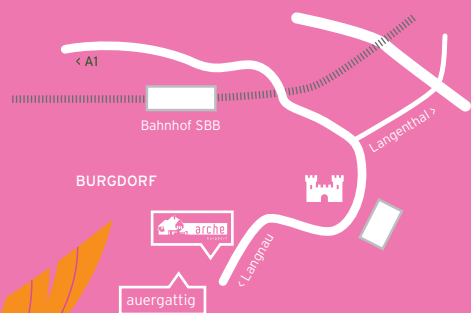 ‹ A1
Bahnhof SBB
Langenthal ›
BURGDORF
arche
‹ Langnau
auergattig